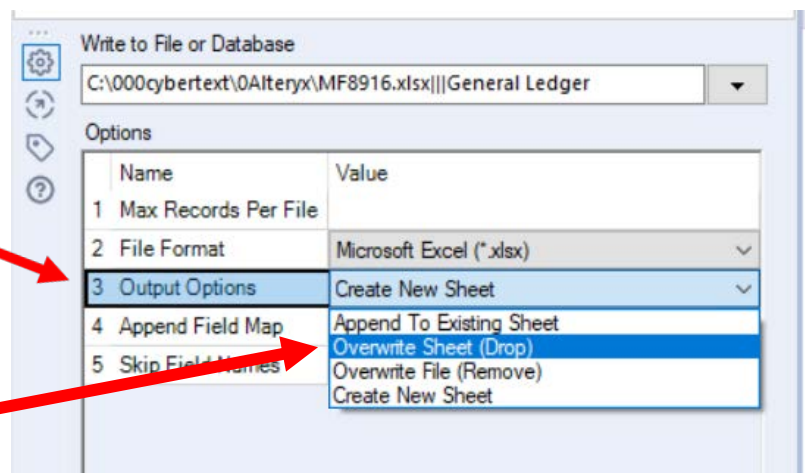 Write to File or Database
C:\000cybertext\0Alteryx\MF8916.xlsx|||General Ledger
Options
Name Value
1 Max Records Per File
2 File Format Microsoft Excel (*.xlsx)
3 Output Options Create New Sheet
4 Append Field Map Append To Existing Sheet
Overwrite Sheet (Drop)
5 Skip Field Names Overwrite File (Remove)
Create New Sheet